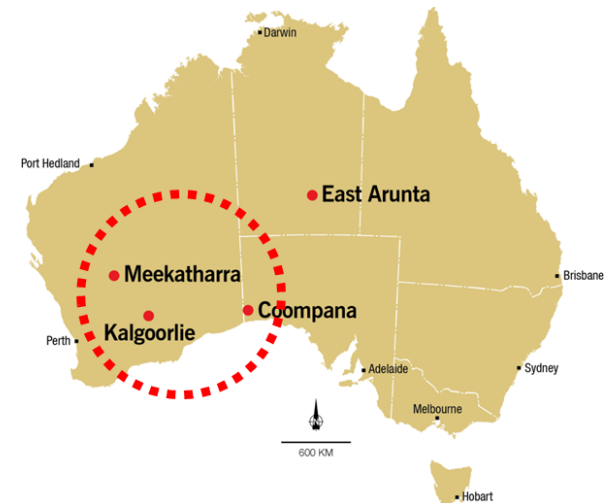 Darwin
Port Hedland
East Arunta
Meekatharra
Brisbane
Coompana
Kalgoorlie
Perth
Adelaide
Sydney
Melbourne
600 KM
Hobart